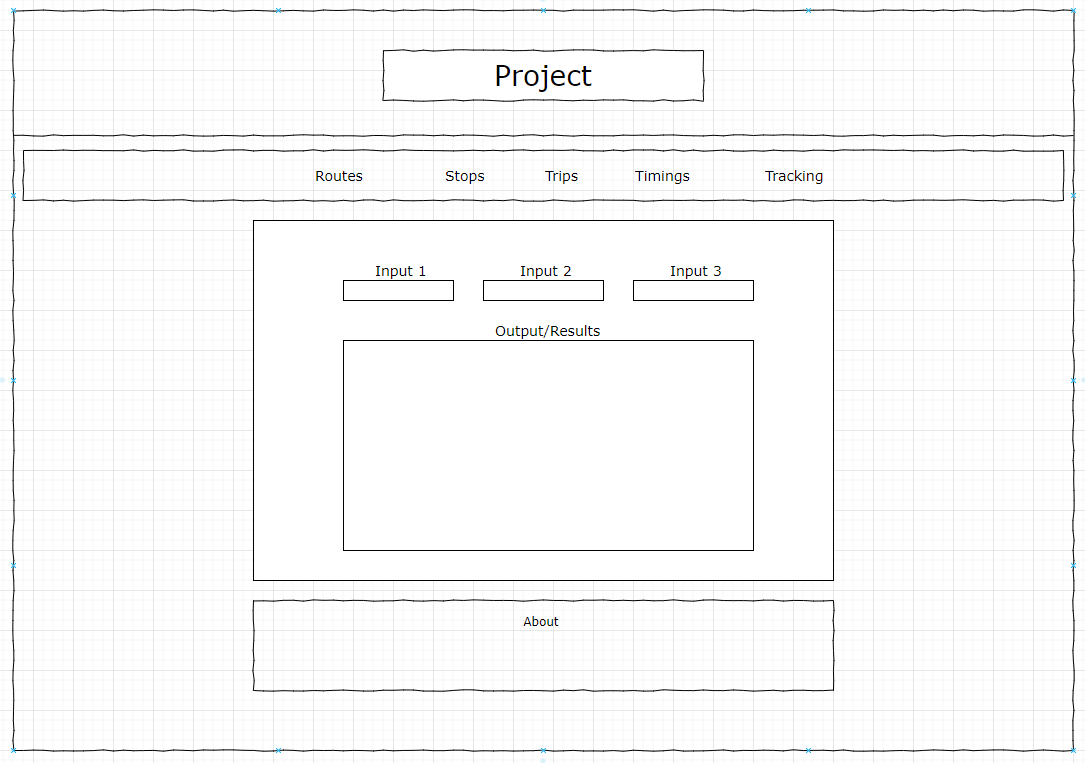 Project
Routes Stops Trips Timings Tracking
Input 1 Input 2 Input 3
Output/Results
About